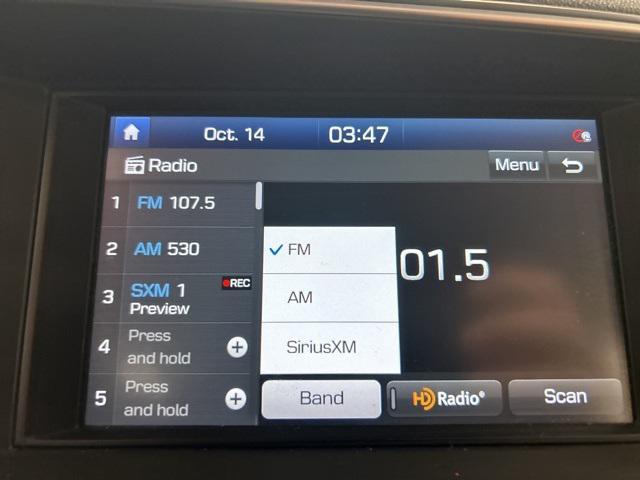 Oct. 14 03:47
Radio Menu
1 FM 107.5
2 AM 530
3 SXM 1 REC
Preview
4 Press
and hold
5 Press
and hold
FM
AM
SiriusXM
01.5
Band HD Radio® Scan